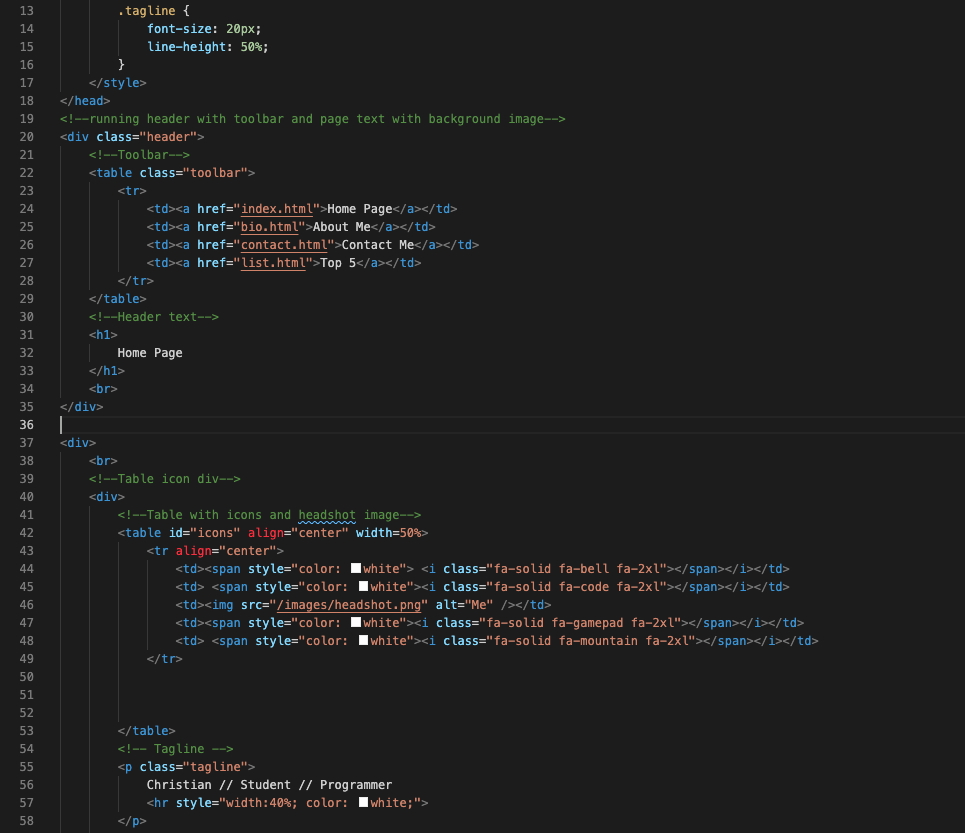 13 .tagline {
14 font-size: 20px;
15 line-height: 50%;
16 }
17 </style>
18 </head>
19 <!--running header with toolbar and page text with background image-->
20 <div class="header">
21 <!--Toolbar-->
22 <table class="toolbar">
23 <tr>
24 <td><a href="index.html">Home Page</a></td>
25 <td><a href="bio.html">About Me</a></td>
26 <td><a href="contact.html">Contact Me</a></td>
27 <td><a href="list.html">Top 5</a></td>
28 </tr>
29 </table>
30 <!--Header text-->
31 <h1>
32 Home Page
33 </h1>
34 <br>
35 </div>
36
37 <div>
38 <br>
39 <!--Table icon div-->
40 <div>
41 <!--Table with icons and headshot image-->
42 <table id="icons" align="center" width=50%>
43 <tr align="center">
44 <td><span style="color: white"> <i class="fa-solid fa-bell fa-2xl"></span></i></td>
45 <td> <span style="color: white"><i class="fa-solid fa-code fa-2xl"></span></i></td>
46 <td><img src="/images/headshot.png" alt="Me" /></td>
47 <td><span style="color: white"><i class="fa-solid fa-gamepad fa-2xl"></span></i></td>
48 <td> <span style="color: white"><i class="fa-solid fa-mountain fa-2xl"></span></i></td>
49 </tr>
50
51
52
53 </table>
54 <!-- Tagline -->
55 <p class="tagline">
56 Christian // Student // Programmer
57 <hr style="width:40%; color: white;">
58 </p>